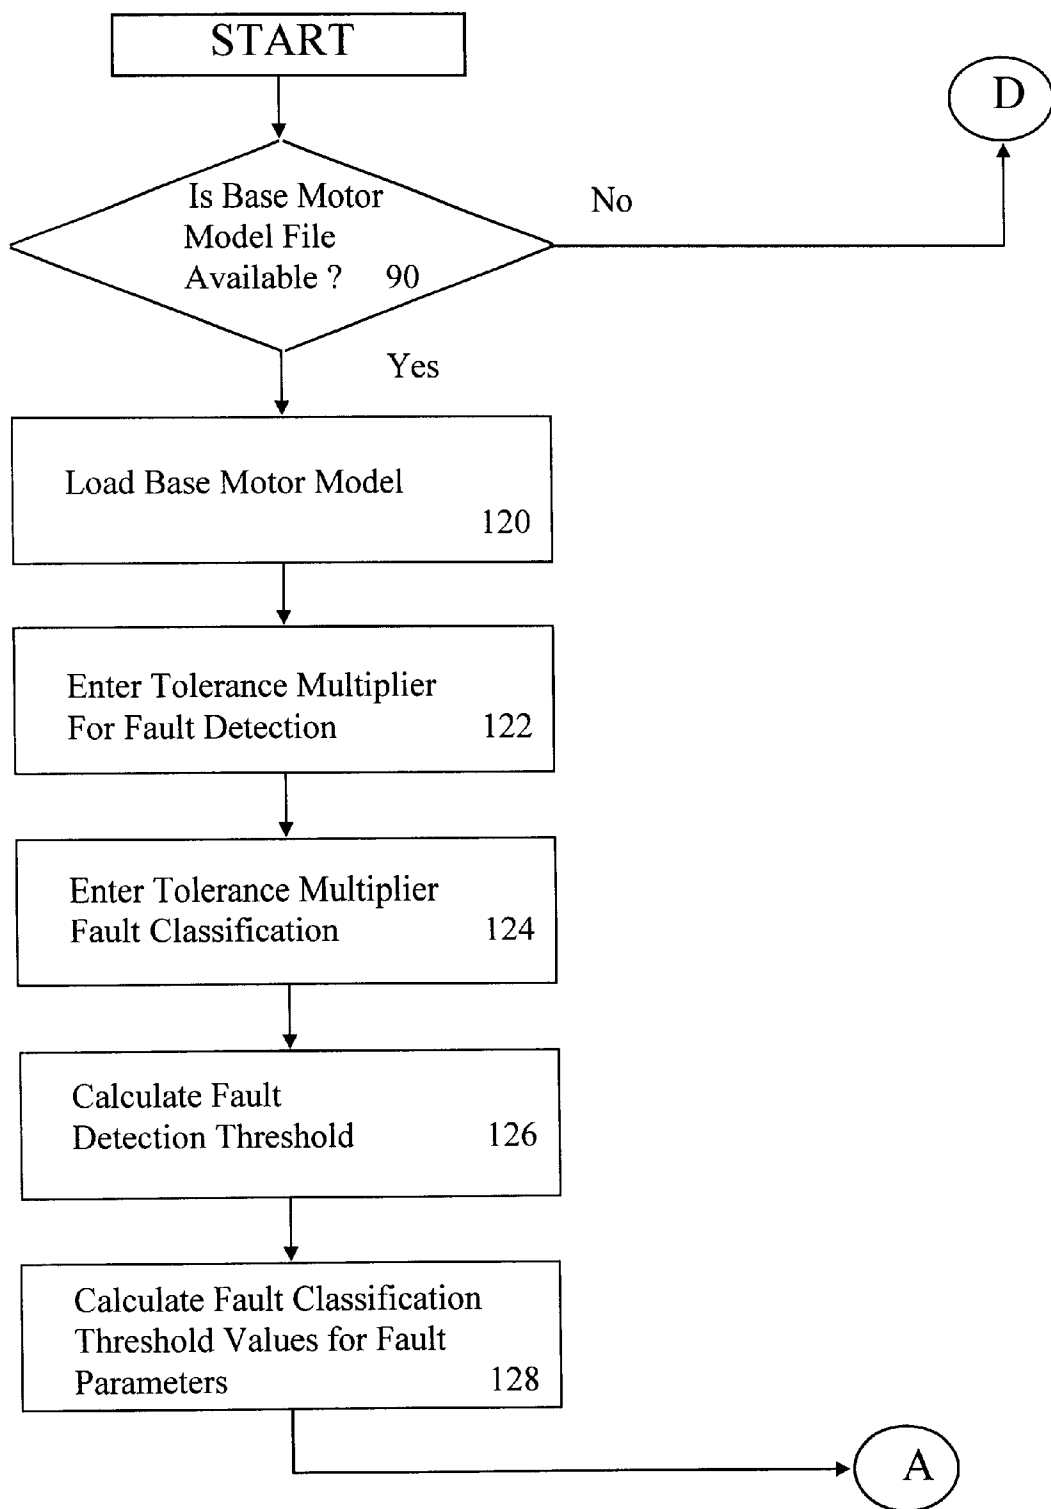 START
D
Is Base Motor
Model File
Available ? 90
No
Yes
Load Base Motor Model
120
Enter Tolerance Multiplier
For Fault Detection 122
Enter Tolerance Multiplier
Fault Classification 124
Calculate Fault
Detection Threshold 126
Calculate Fault Classification
Threshold Values for Fault
Parameters 128
A